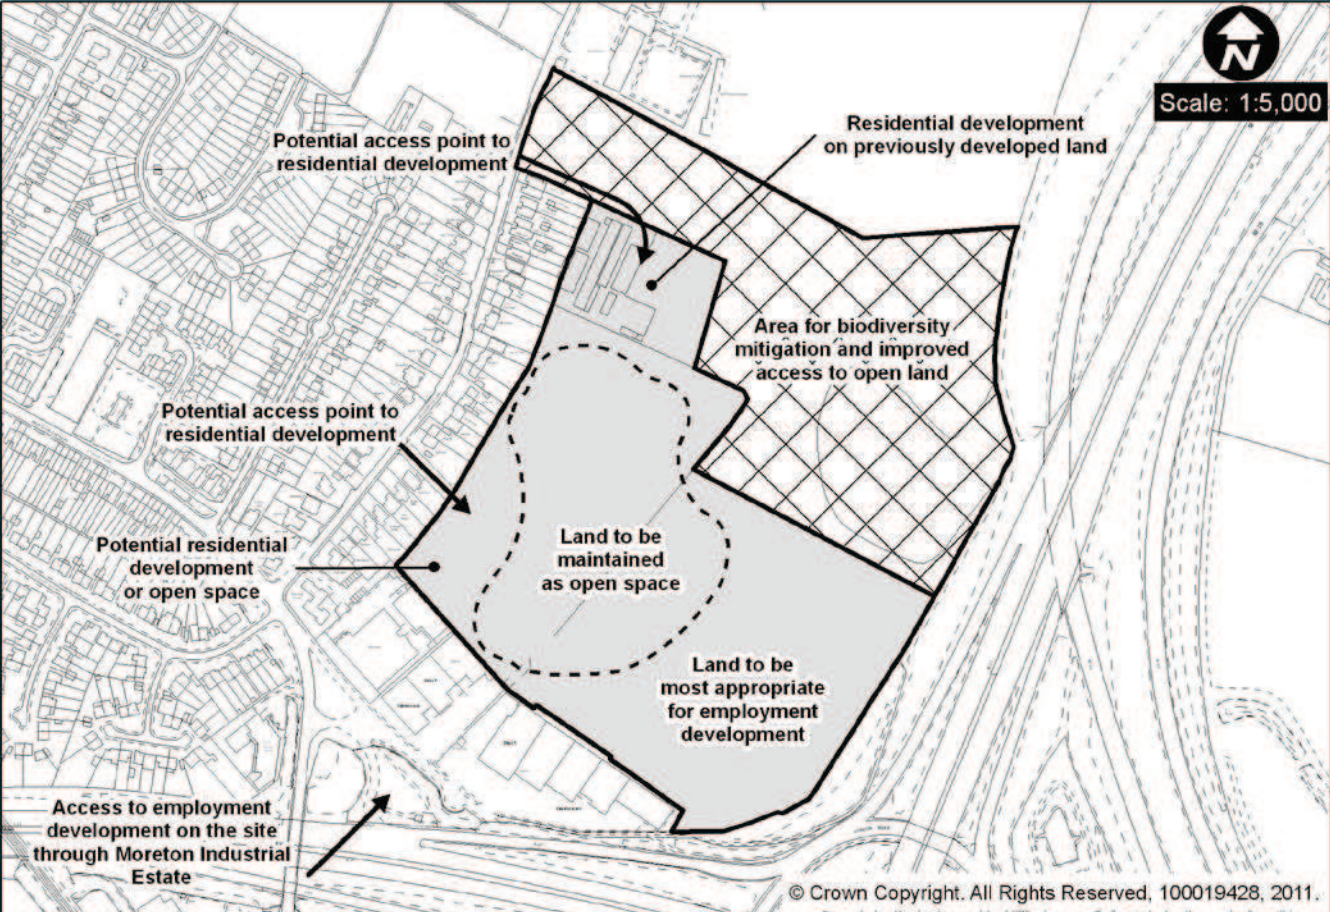 N
Scale: 1:5,000
Residential development
on previously developed land
Potential access point to
residential development
Area for biodiversity
mitigation and improved
access to open land
Potential access point to
residential development
Potential residential
development
or open space
Land to be
maintained
as open space
Land to be
most appropriate
for employment
development
Access to employment
development on the site
through Moreton Industrial
Estate
© Crown Copyright. All Rights Reserved, 100019428, 2011.